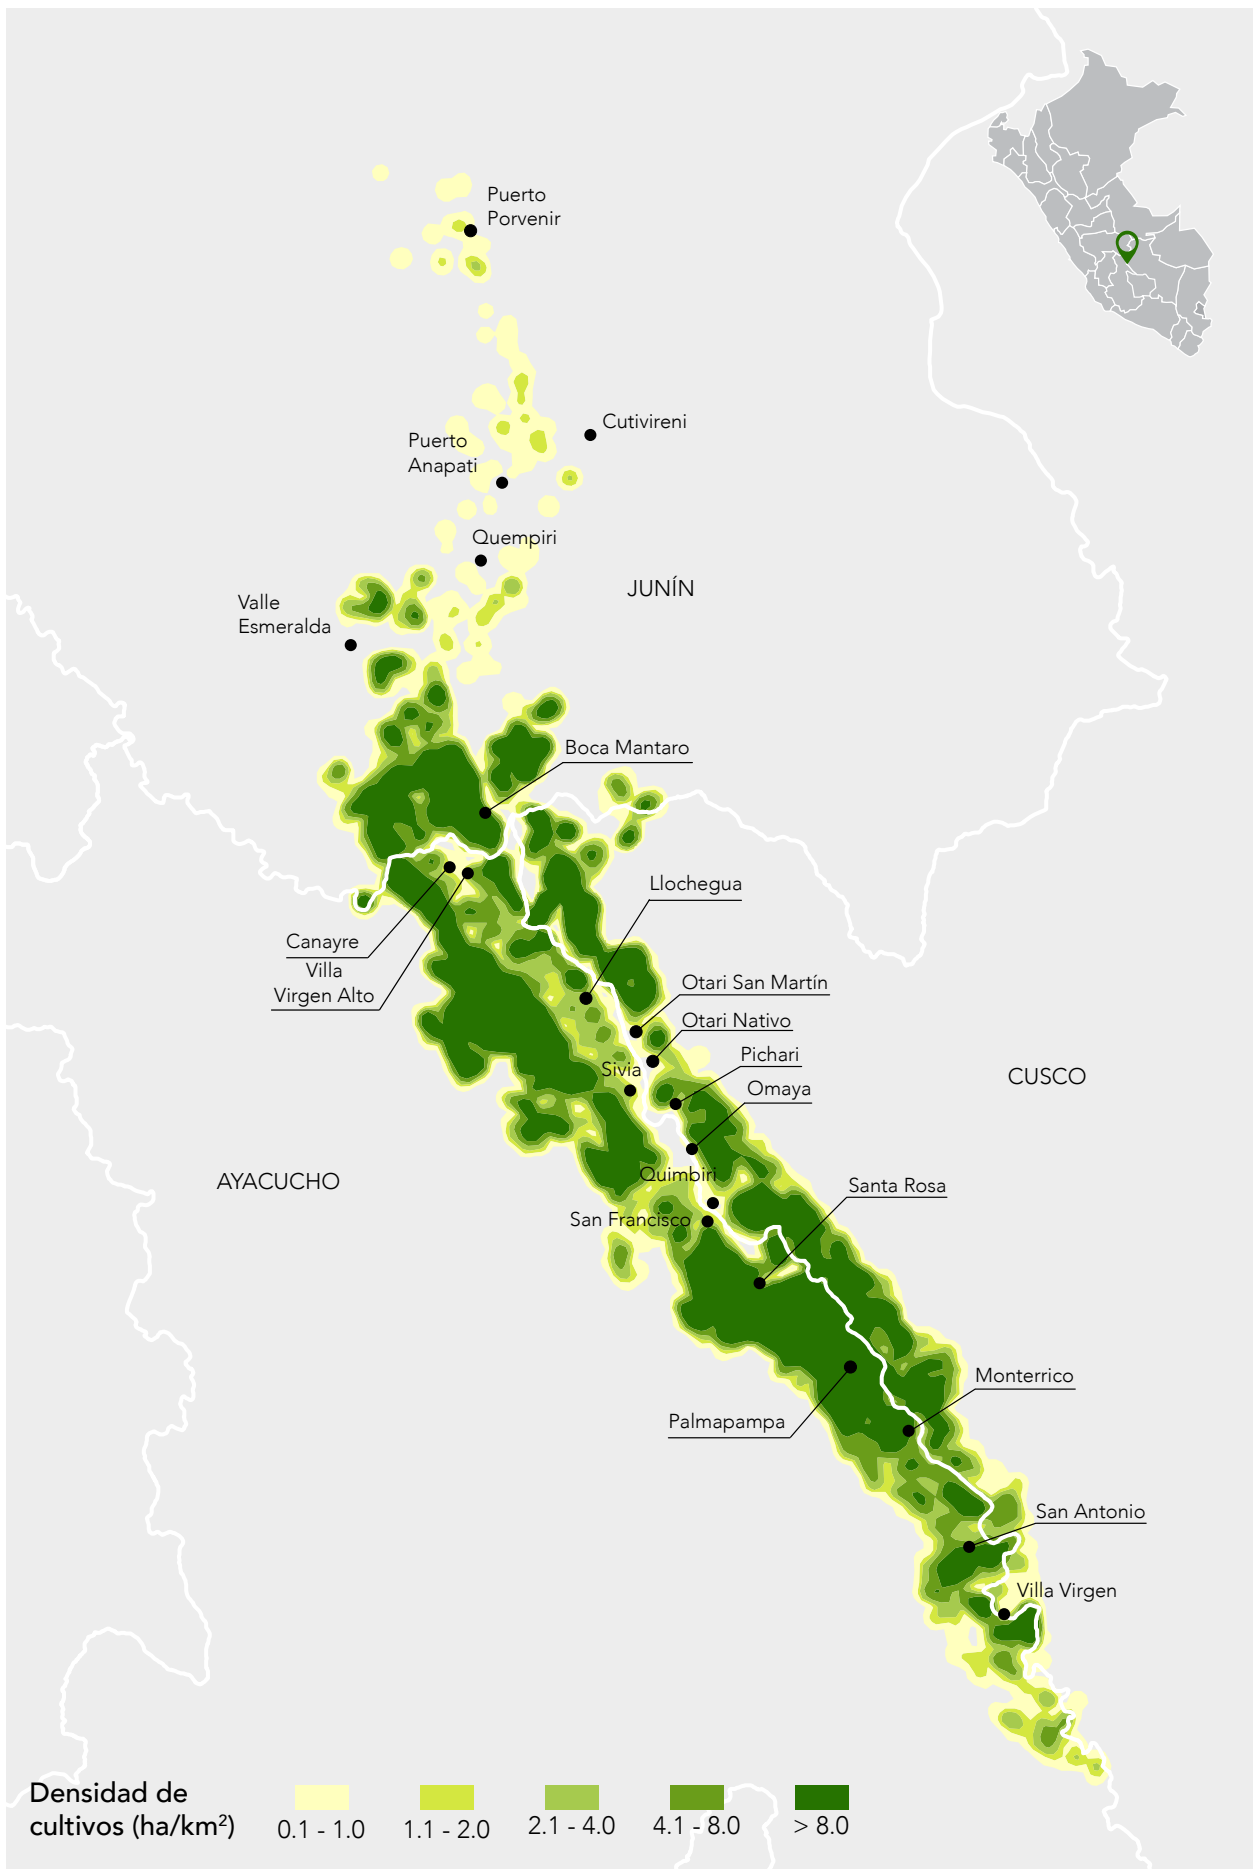 Puerto
Porvenir
Cutivireni
Puerto
Anapati
Quempiri
JUNÍN
Valle
Esmeralda
Boca Mantaro
Llochegua
Canayre
Villa
Virgen Alto
Otari San Martín
Otari Nativo
Pichari
Sivia
Omaya
CUSCO
AYACUCHO
Quimbiri
Santa Rosa
San Francisco
Monterrico
Palmapampa
San Antonio
Villa Virgen
Densidad de
cultivos (ha/km²)
0.1 - 1.0
1.1 - 2.0
2.1 - 4.0
4.1 - 8.0
> 8.0